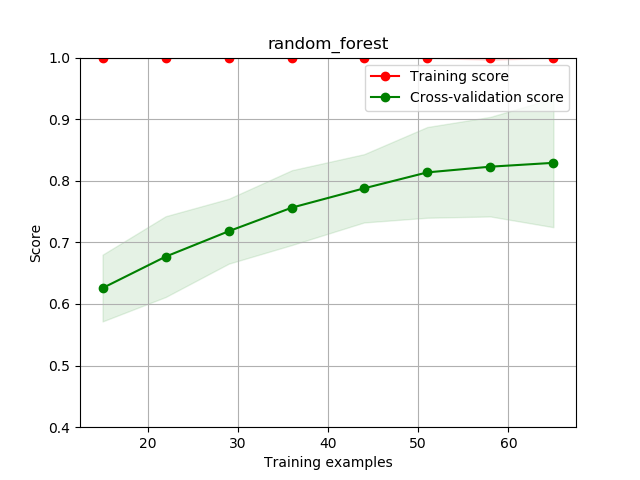 random_forest
1.0
0.9
0.8
0.7
0.6
0.5
0.4
Score
Training score
Cross-validation score
20 30 40 50 60
Training examples